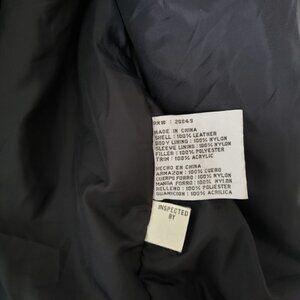 RN# : 20849
MADE IN CHINA
SHELL : 100% LEATHER
BODY LINING : 100% NYLON
SLEEVE LINING : 100% NYLON
FILLER : 100% POLYESTER
TRIM : 100% ACRYLIC
HECHO EN CHINA
ARMAZON : 100% CUERO
CUERPO FORRO : 100% NYLON
MANGA FORRO : 100% NYLON
RELLENO : 100% POLIESTER
GUARNICION : 100% ACRILICA
INSPECTED
BY